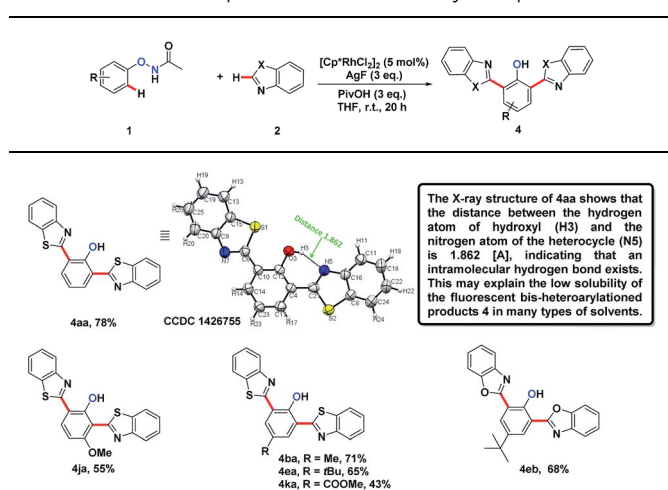 O
O
NH
R
H
1
+
H
X
N
2
[Cp*RhCl2]2 (5 mol%)
AgF (3 eq.)
PivOH (3 eq.)
THF, r.t., 20 h
X
N
OH
N
X
R
4
N
S
OH
S
N
4aa, 78%
≡
CCDC 1426755
Distance 1.862
H19
H13
C19
C13
C25
H20
C20
C9
S1
N7
C10
O3
H3
N5
H11
C11
H18
C18
C22
H22
C16
C14
H14
C23
H23
H17
C4
C2
S2
C8
C24
H24
The X-ray structure of 4aa shows that
the distance between the hydrogen
atom of hydroxyl (H3) and the
nitrogen atom of the heterocycle (N5)
is 1.862 [A], indicating that an
intramolecular hydrogen bond exists.
This may explain the low solubility of
the fluorescent bis-heteroarylationed
products 4 in many types of solvents.
N
S
OH
S
N
OMe
4ja, 55%
S
N
OH
S
N
R
4ba, R = Me, 71%
4ea, R = tBu, 65%
4ka, R = COOMe, 43%
O
N
OH
O
N
4eb, 68%